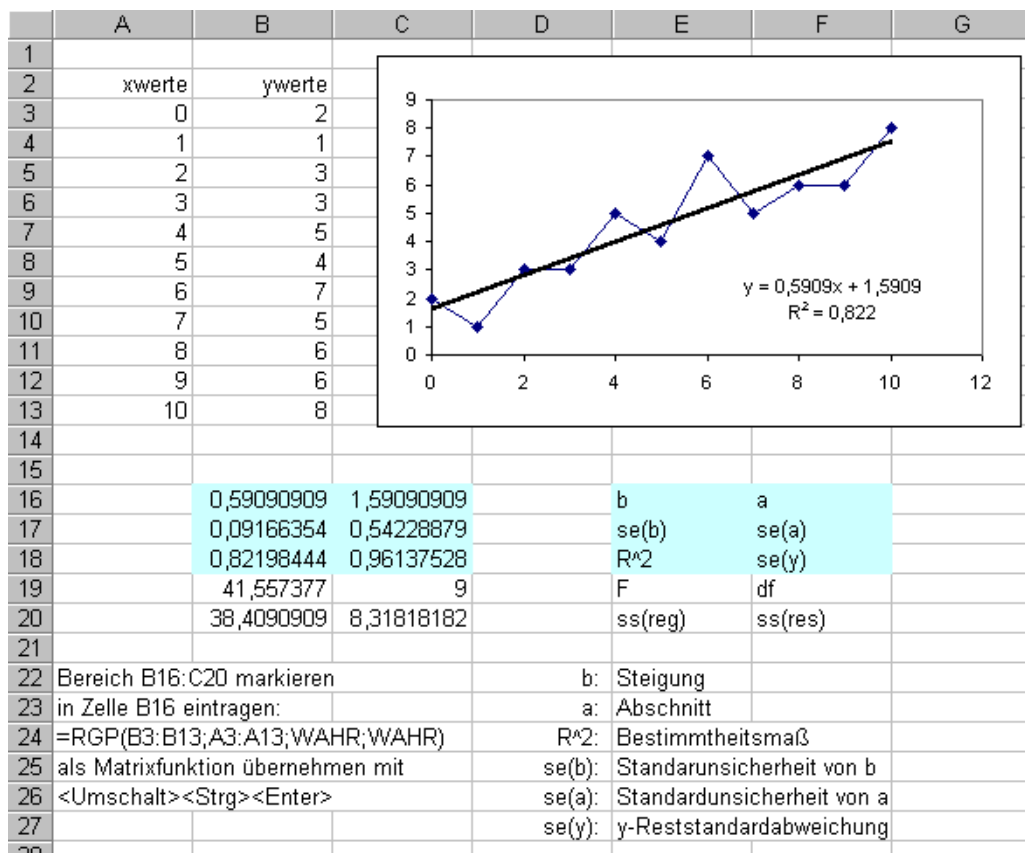 A B C D E F G
1
2 xwerte ywerte
3 0 2
4 1 1
5 2 3
6 3 3
7 4 5
8 5 4
9 6 7
10 7 5
11 8 6
12 9 6
13 10 8
9
8
7
6
5
4
3
2
1
0
0 2 4 6 8 10 12
y = 0,5909x + 1,5909
R² = 0,822
14
15
16 0,59090909 1,59090909 b a
17 0,09166354 0,54228879 se(b) se(a)
18 0,82198444 0,96137528 R^2 se(y)
19 41,557377 9 F df
20 38,4090909 8,31818182 ss(reg) ss(res)
21
22 Bereich B16:C20 markieren b: Steigung
23 in Zelle B16 eintragen: a: Abschnitt
24 =RGP(B3:B13;A3:A13;WAHR;WAHR) R^2: Bestimmtheitsmaß
25 als Matrixfunktion übernehmen mit se(b): Standarunsicherheit von b
26 <Umschalt><Strg><Enter> se(a): Standardunsicherheit von a
27 se(y): y-Reststandardabweichung